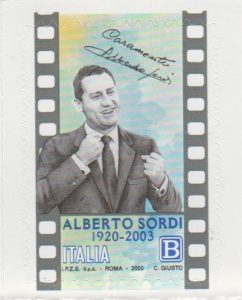 Caramente
Alberto Sordi
ALBERTO SORDI
1920-2003
ITALIA B
I.P.Z.S. S.p.A. - ROMA - 2020 C. GIUSTO